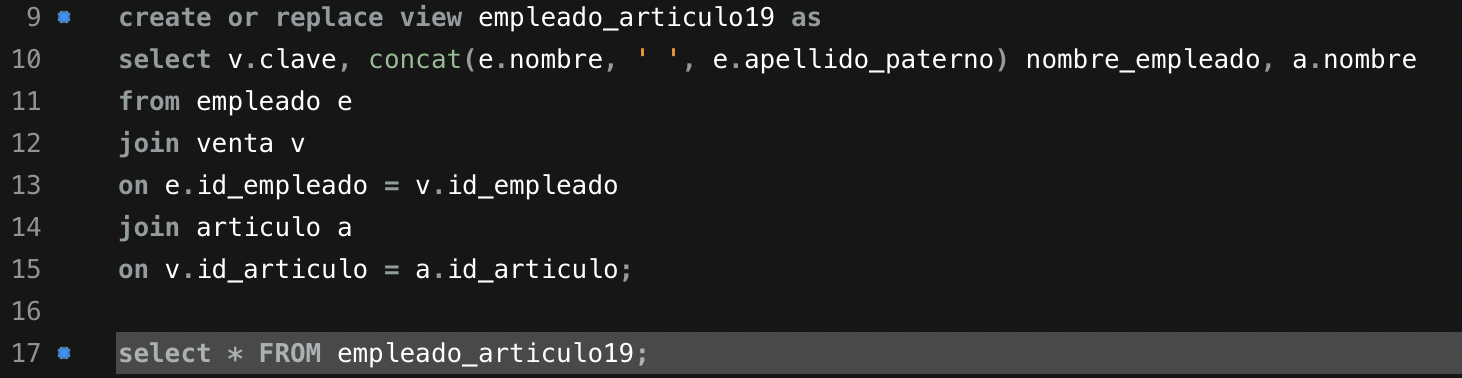 9 create or replace view empleado_articulo19 as
10 select v.clave, concat(e.nombre, ' ', e.apellido_paterno) nombre_empleado, a.nombre
11 from empleado e
12 join venta v
13 on e.id_empleado = v.id_empleado
14 join articulo a
15 on v.id_articulo = a.id_articulo;
16
17 select * FROM empleado_articulo19;